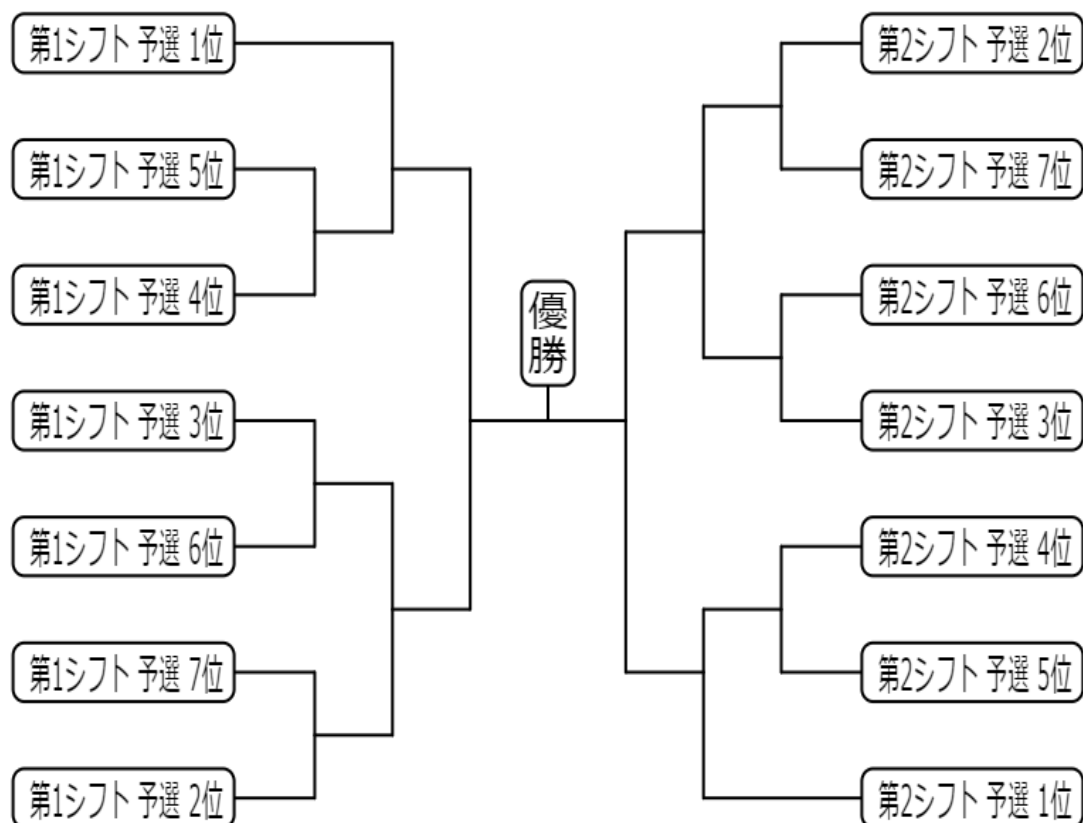 第1シフト 予選 1位
第1シフト 予選 5位
第1シフト 予選 4位
第1シフト 予選 3位
第1シフト 予選 6位
第1シフト 予選 7位
第1シフト 予選 2位
優
勝
第2シフト 予選 2位
第2シフト 予選 7位
第2シフト 予選 6位
第2シフト 予選 3位
第2シフト 予選 4位
第2シフト 予選 5位
第2シフト 予選 1位